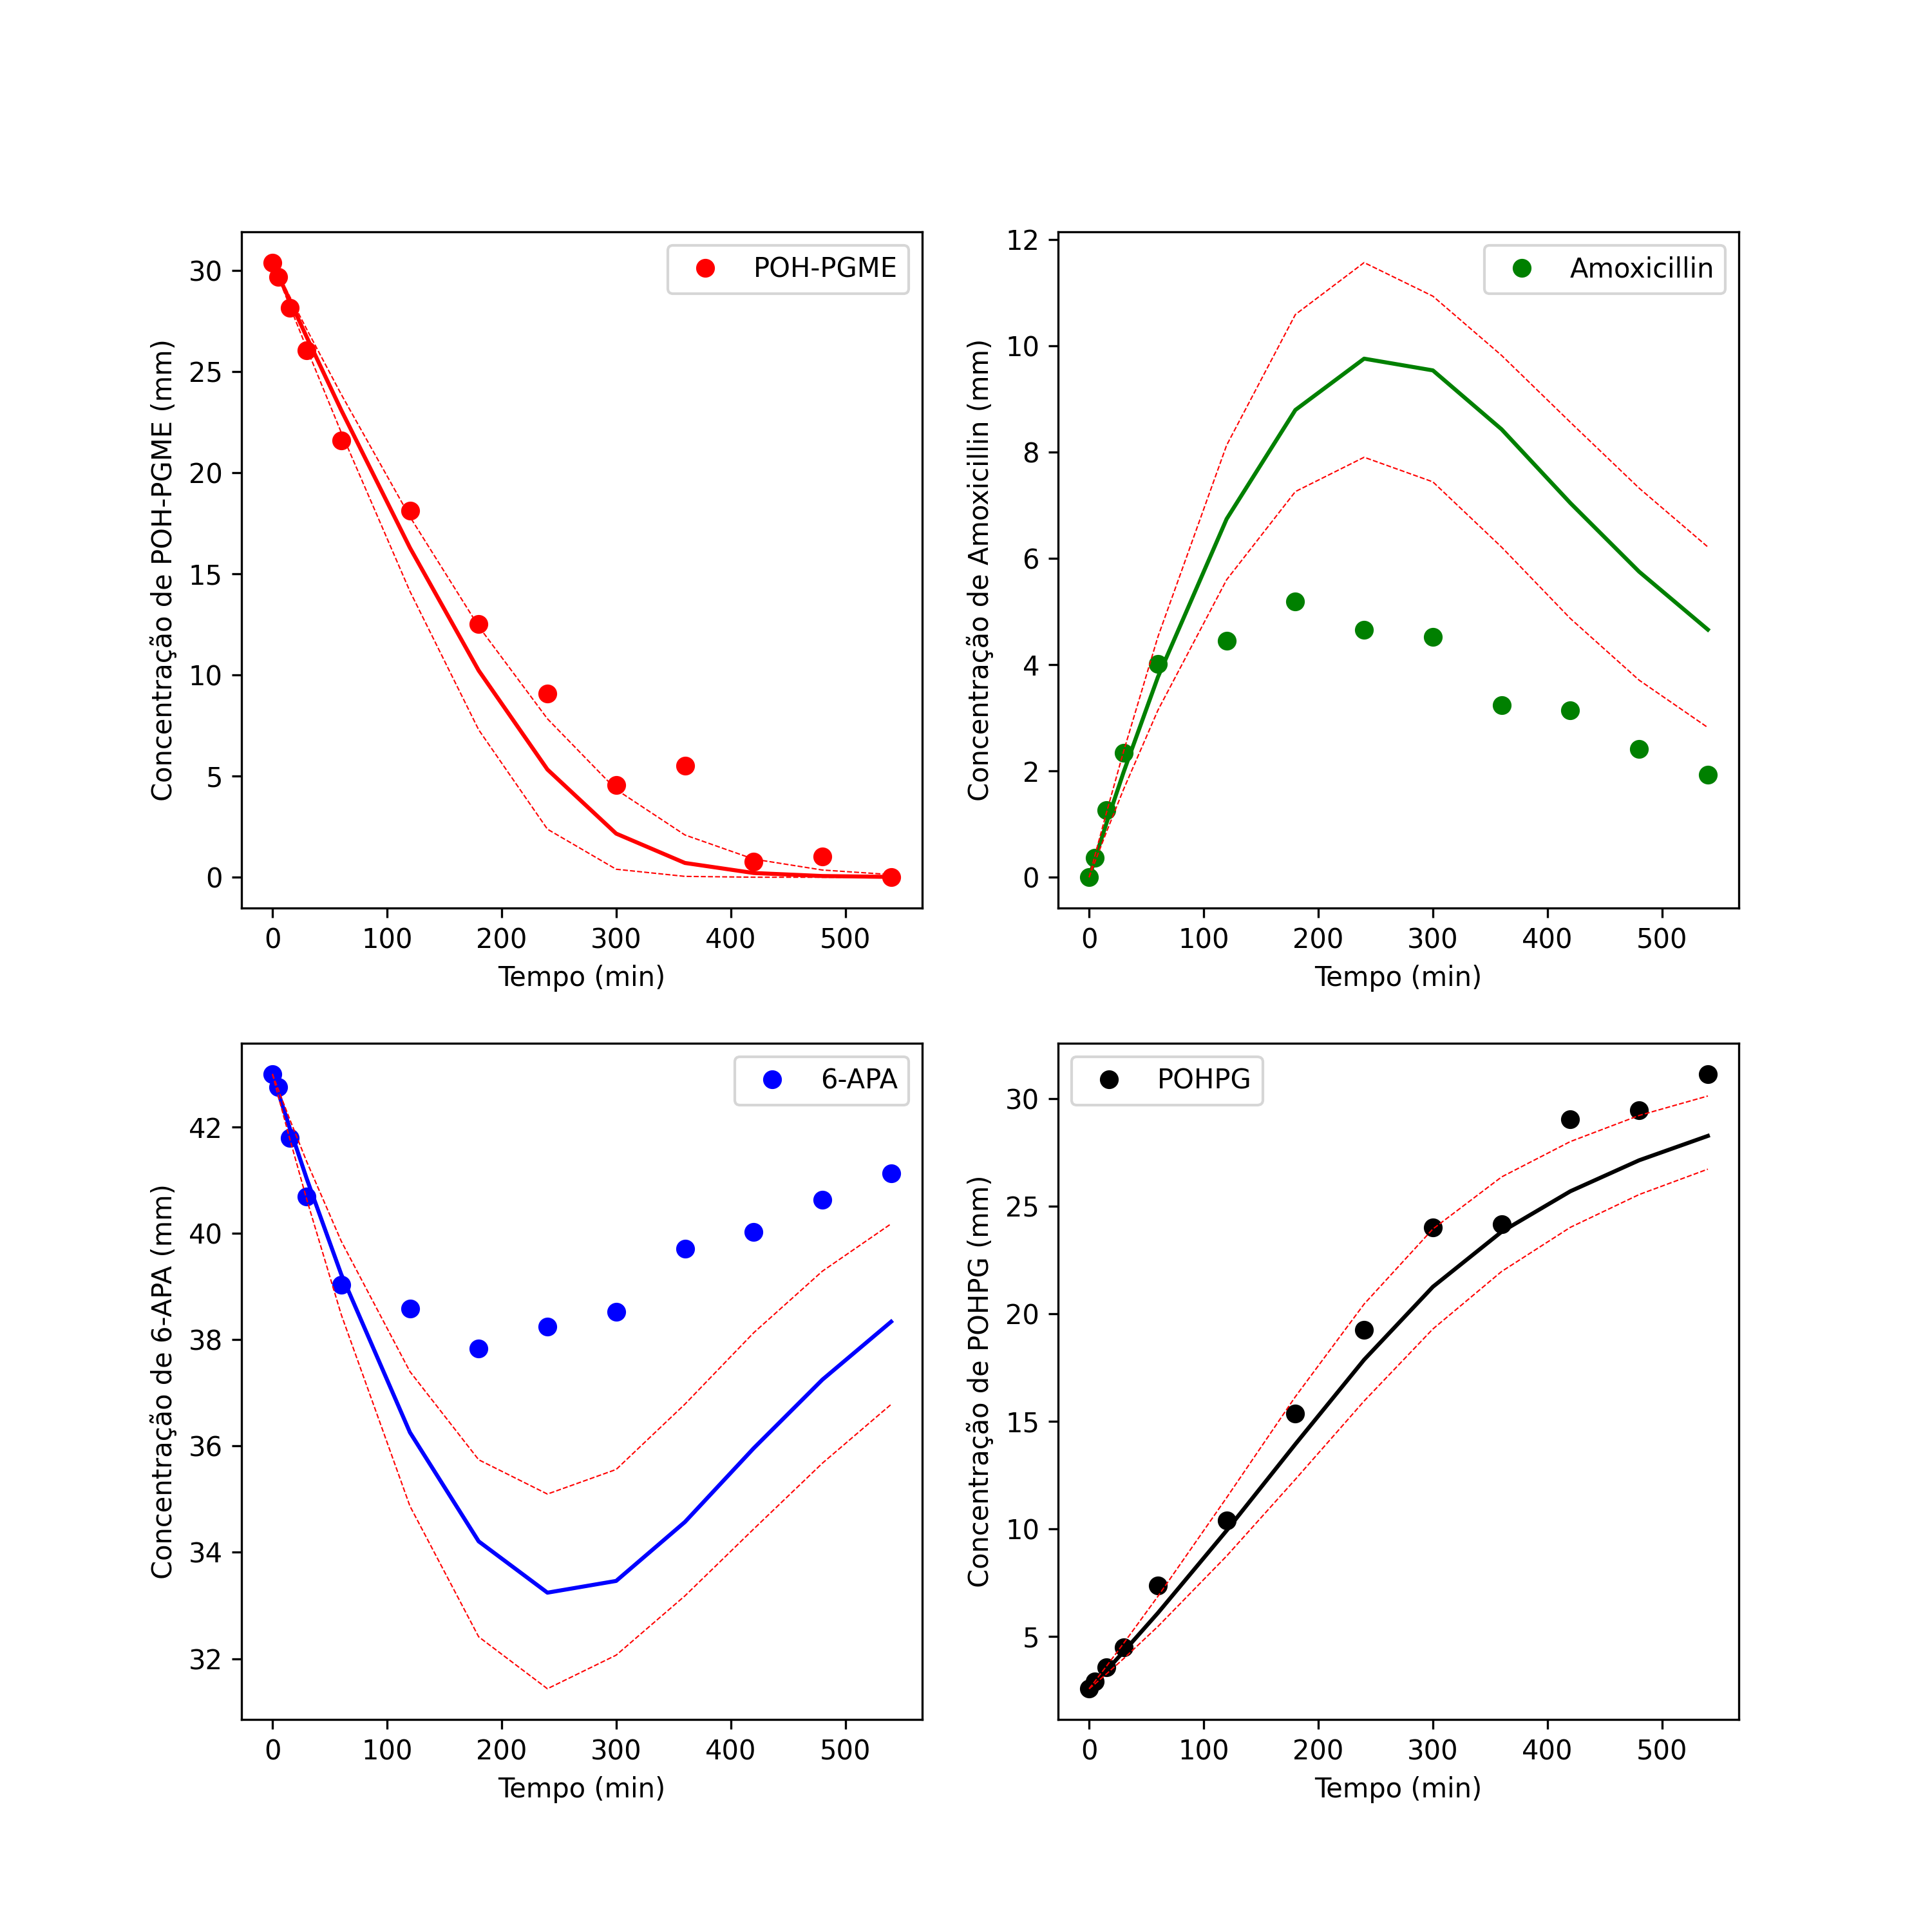 POH-PGME
30
25
20
15
10
5
0
Concentração de POH-PGME (mm)
0 100 200 300 400 500
Tempo (min)
Amoxicillin
12
10
8
6
4
2
0
Concentração de Amoxicillin (mm)
0 100 200 300 400 500
Tempo (min)
6-APA
42
40
38
36
34
32
Concentração de 6-APA (mm)
0 100 200 300 400 500
Tempo (min)
POHPG
30
25
20
15
10
5
Concentração de POHPG (mm)
0 100 200 300 400 500
Tempo (min)